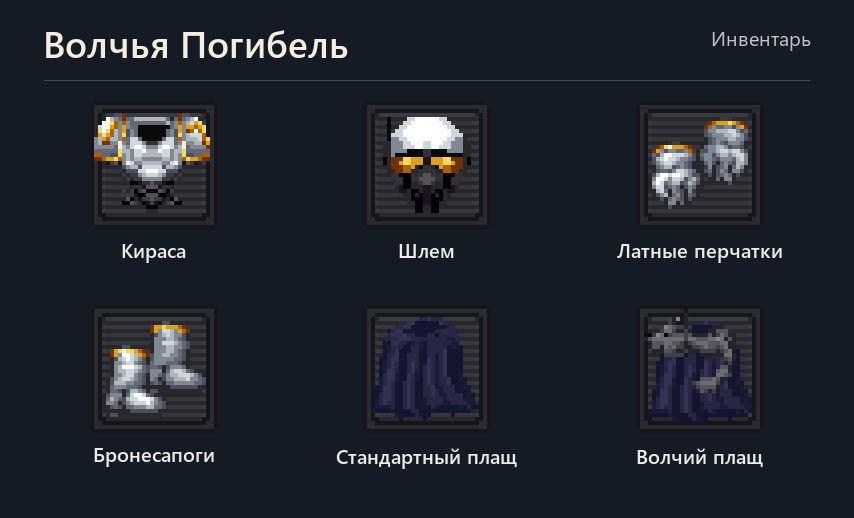 Волчья Погибель
Инвентарь
Кираса
Шлем
Латные перчатки
Бронесапоги
Стандартный плащ
Волчий плащ